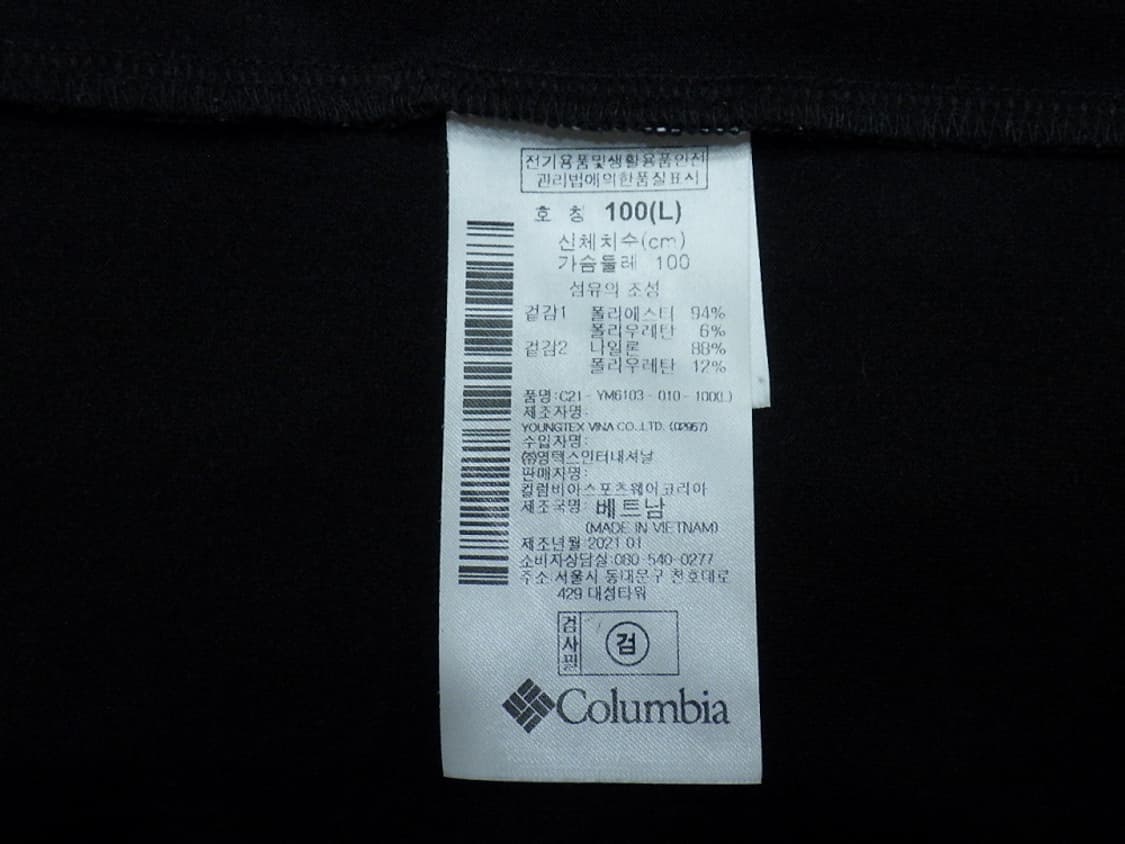 전기용품및생활용품안전
관리법에의한품질표시
호 칭 100(L)
신체치수(cm)
가슴둘레 100
섬유의 조성
겉감1 폴리에스터 94%
폴리우레탄 6%
겉감2 나일론 88%
폴리우레탄 12%
품명:C21 - YM6103 - 010 - 100(L)
제조자명:
YOUNGTEX VINA CO.,LTD. (02957)
수입자명:
㈜영텍스인터내셔날
판매자명:
컬럼비아스포츠웨어코리아
제조국명: 베트남
(MADE IN VIETNAM)
제조년월:2021.01
소비자상담실:080-540-0277
주소:서울시 동대문구 천호대로
429 대성타워
검사필 검
Columbia